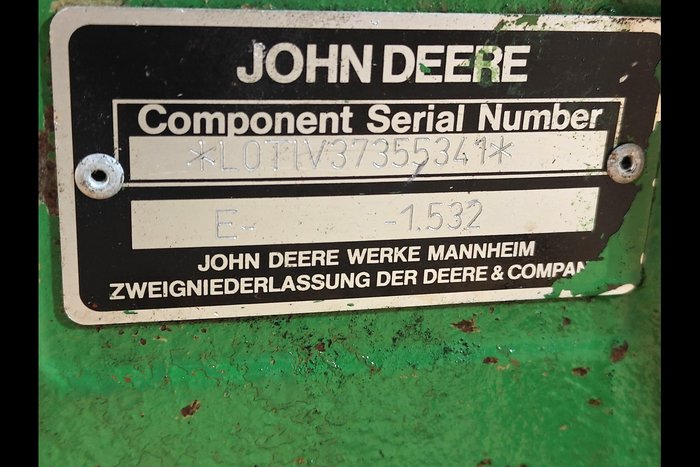 JOHN DEERE
Component Serial Number
*L0T1V37355341*
E- -1.532
JOHN DEERE WERKE MANNHEIM
ZWEIGNIEDERLASSUNG DER DEERE & COMPAN